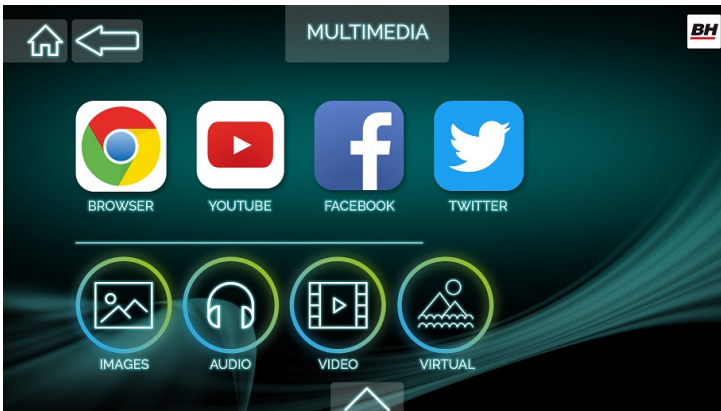 MULTIMEDIA
BH
BROWSER
YOUTUBE
FACEBOOK
TWITTER
IMAGES
AUDIO
VIDEO
VIRTUAL